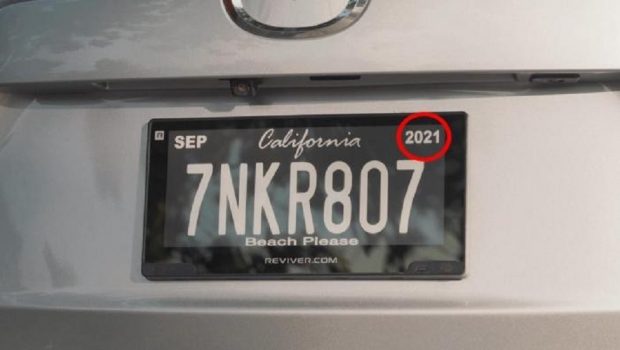 SEP California 2021
7NKR807
Beach Please
REVIVER.COM